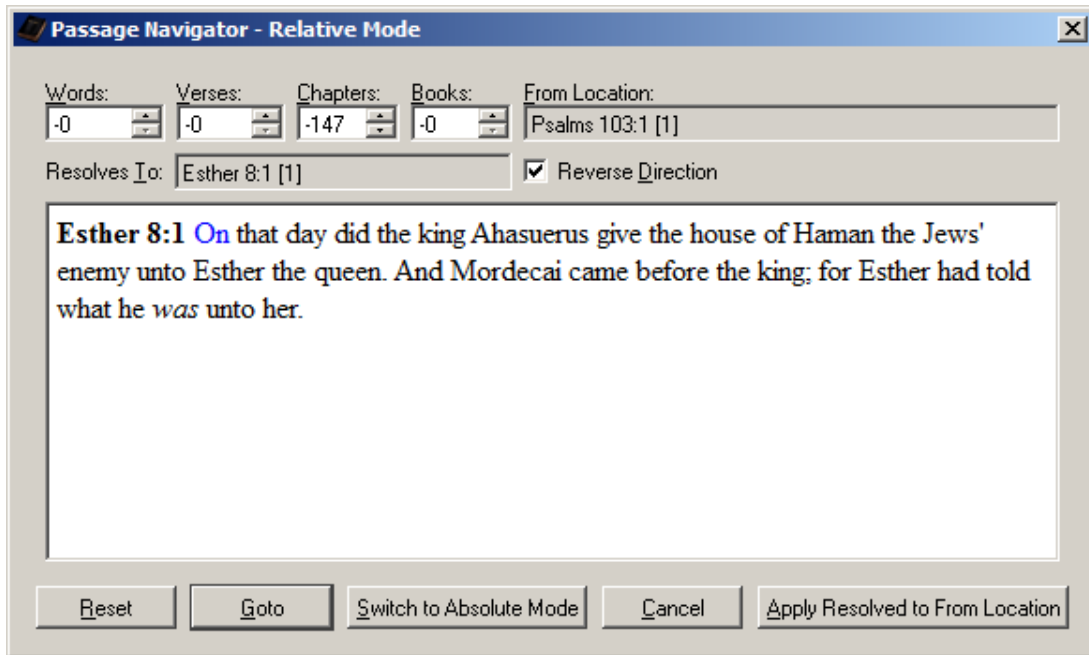 Passage Navigator - Relative Mode
Words: Verses: Chapters: Books: From Location:
-0 -0 -147 -0 Psalms 103:1 [1]
Resolves To: Esther 8:1 [1] Reverse Direction
Esther 8:1 On that day did the king Ahasuerus give the house of Haman the Jews'
enemy unto Esther the queen. And Mordecai came before the king; for Esther had told
what he was unto her.
Reset Goto Switch to Absolute Mode Cancel Apply Resolved to From Location